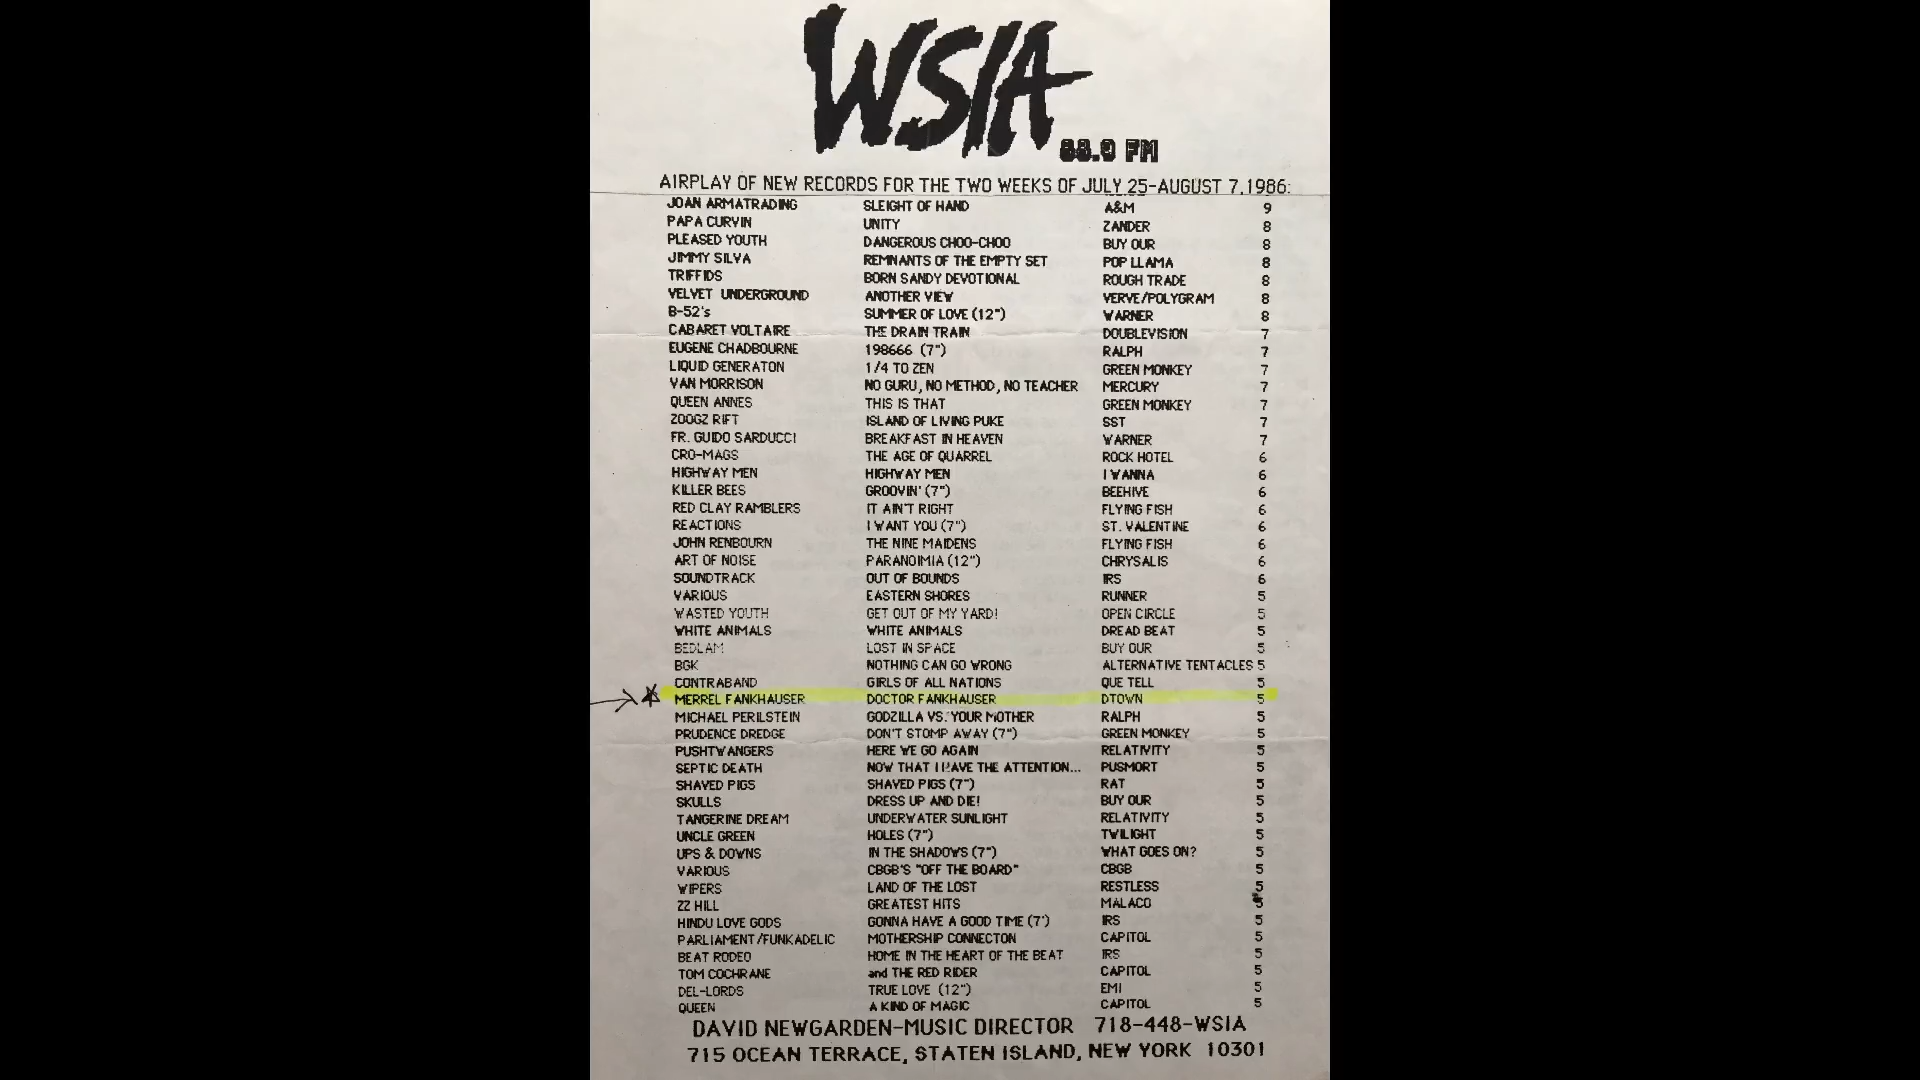 WSIA
88.9 FM
AIRPLAY OF NEW RECORDS FOR THE TWO WEEKS OF JULY 25-AUGUST 7,1986:
JOAN ARMATRADING SLEIGHT OF HAND A&M 9
PAPA CURVIN UNITY ZANDER 8
PLEASED YOUTH DANGEROUS CHOO-CHOO BUY OUR 8
JIMMY SILVA REMNANTS OF THE EMPTY SET POP LLAMA 8
TRIFFIDS BORN SANDY DEVOTIONAL ROUGH TRADE 8
VELVET UNDERGROUND ANOTHER VIEW VERVE/POLYGRAM 8
B-52's SUMMER OF LOVE (12") WARNER 8
CABARET VOLTAIRE THE DRAIN TRAIN DOUBLEVISION 7
EUGENE CHADBOURNE 198666 (7") RALPH 7
LIQUID GENERATON 1/4 TO ZEN GREEN MONKEY 7
VAN MORRISON NO GURU, NO METHOD, NO TEACHER MERCURY 7
QUEEN ANNES THIS IS THAT GREEN MONKEY 7
ZOOGZ RIFT ISLAND OF LIVING PUKE SST 7
FR. GUIDO SARDUCCI BREAKFAST IN HEAVEN WARNER 7
CRO-MAGS THE AGE OF QUARREL ROCK HOTEL 6
HIGHWAY MEN HIGHWAY MEN I WANNA 6
KILLER BEES GROOVIN' (7") BEEHIVE 6
RED CLAY RAMBLERS IT AIN'T RIGHT FLYING FISH 6
REACTIONS I WANT YOU (7") ST. VALENTINE 6
JOHN RENBOURN THE NINE MAIDENS FLYING FISH 6
ART OF NOISE PARANOIMIA (12") CHRYSALIS 6
SOUNDTRACK OUT OF BOUNDS IRS 6
VARIOUS EASTERN SHORES RUNNER 5
WASTED YOUTH GET OUT OF MY YARD! OPEN CIRCLE 5
WHITE ANIMALS WHITE ANIMALS DREAD BEAT 5
BEDLAM LOST IN SPACE BUY OUR 5
BGK NOTHING CAN GO WRONG ALTERNATIVE TENTACLES 5
CONTRABAND GIRLS OF ALL NATIONS QUE TELL 5
MERREL FANKHAUSER DOCTOR FANKHAUSER DTOWN 5
MICHAEL PERILSTEIN GODZILLA VS. YOUR MOTHER RALPH 5
PRUDENCE DREDGE DON'T STOMP AWAY (7") GREEN MONKEY 5
PUSHTWANGERS HERE WE GO AGAIN RELATIVITY 5
SEPTIC DEATH NOW THAT I HAVE THE ATTENTION... PUSMORT 5
SHAVED PIGS SHAVED PIGS (7") RAT 5
SKULLS DRESS UP AND DIE! BUY OUR 5
TANGERINE DREAM UNDERWATER SUNLIGHT RELATIVITY 5
UNCLE GREEN HOLES (7") TWILIGHT 5
UPS & DOWNS IN THE SHADOWS (7") WHAT GOES ON? 5
VARIOUS CBGB'S "OFF THE BOARD" CBGB 5
WIPERS LAND OF THE LOST RESTLESS 5
ZZ HILL GREATEST HITS MALACO 5
HINDU LOVE GODS GONNA HAVE A GOOD TIME (7') IRS 5
PARLIAMENT/FUNKADELIC MOTHERSHIP CONNECTON CAPITOL 5
BEAT RODEO HOME IN THE HEART OF THE BEAT IRS 5
TOM COCHRANE and THE RED RIDER CAPITOL 5
DEL-LORDS TRUE LOVE (12") EMI 5
QUEEN A KIND OF MAGIC CAPITOL 5
DAVID NEWGARDEN-MUSIC DIRECTOR 718-448-WSIA
715 OCEAN TERRACE, STATEN ISLAND, NEW YORK 10301